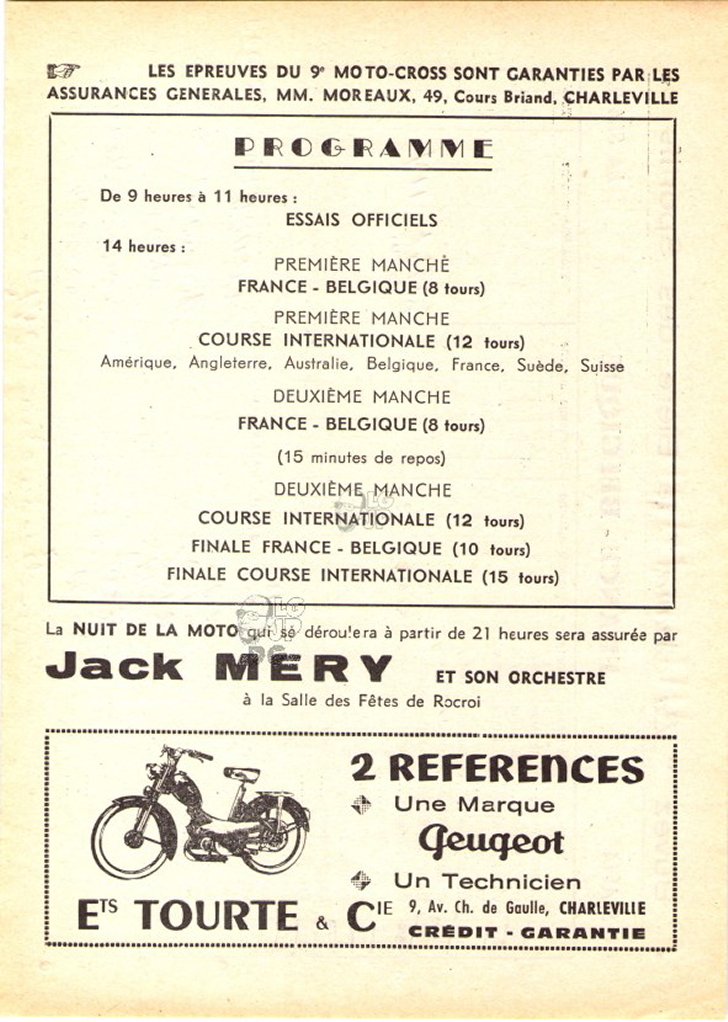 LES EPREUVES DU 9e MOTO-CROSS SONT GARANTIES PAR LES
ASSURANCES GENERALES, MM. MOREAUX, 49, Cours Briand, CHARLEVILLE
PROGRAMME
De 9 heures à 11 heures :
ESSAIS OFFICIELS
14 heures :
PREMIÈRE MANCHE
FRANCE - BELGIQUE (8 tours)
PREMIÈRE MANCHE
COURSE INTERNATIONALE (12 tours)
Amérique, Angleterre, Australie, Belgique, France, Suède, Suisse
DEUXIÈME MANCHE
FRANCE - BELGIQUE (8 tours)
(15 minutes de repos)
DEUXIÈME MANCHE
COURSE INTERNATIONALE (12 tours)
FINALE FRANCE - BELGIQUE (10 tours)
FINALE COURSE INTERNATIONALE (15 tours)
La NUIT DE LA MOTO qui se déroulera à partir de 21 heures sera assurée par
Jack MERY ET SON ORCHESTRE
à la Salle des Fêtes de Rocroi
2 REFERENCES
Une Marque
Peugeot
Un Technicien
Ets TOURTE & Cie 9, Av. Ch. de Gaulle, CHARLEVILLE
CRÉDIT - GARANTIE